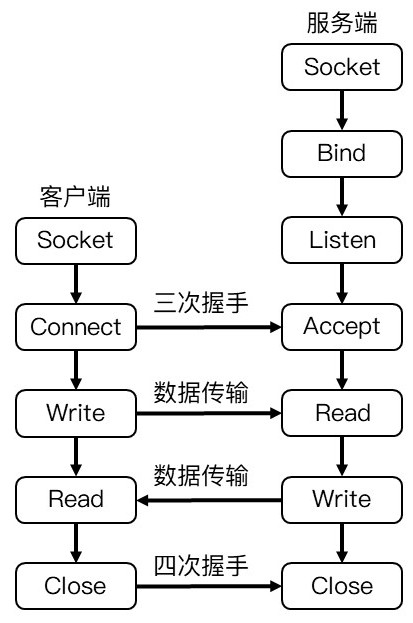 服务端
Socket
Bind
客户端
Socket
Listen
三次握手
Connect
Accept
数据传输
Write
Read
数据传输
Read
Write
四次握手
Close
Close